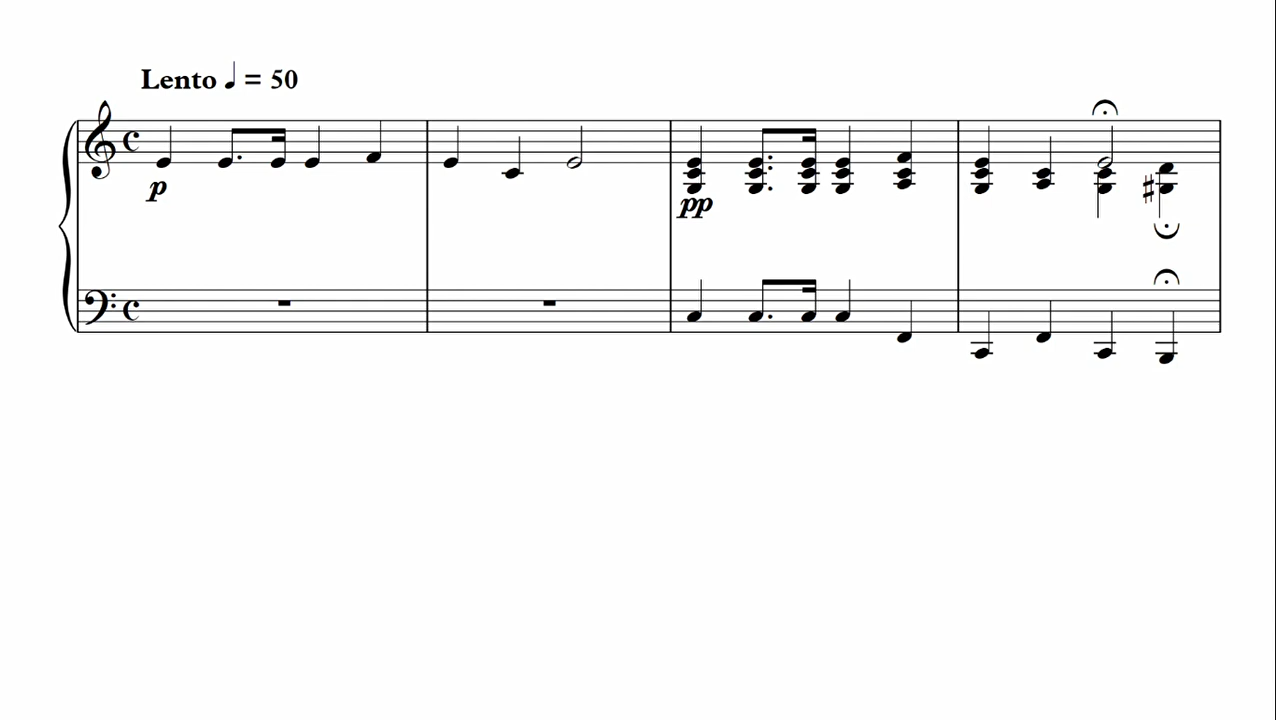 Lento ♩ = 50
p
pp